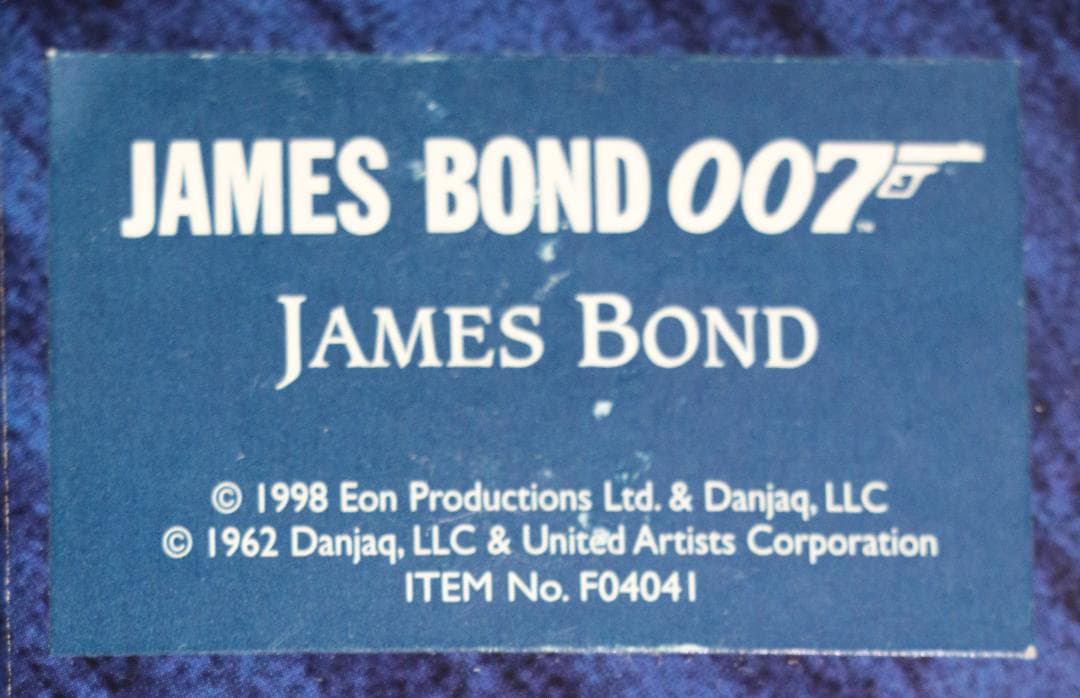 JAMES BOND 007™
JAMES BOND
© 1998 Eon Productions Ltd. & Danjaq, LLC
© 1962 Danjaq, LLC & United Artists Corporation
ITEM No. F04041